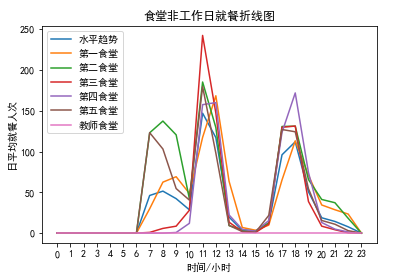 食堂非工作日就餐折线图
250
200
150
100
50
0
日平均就餐人次
水平趋势
第一食堂
第二食堂
第三食堂
第四食堂
第五食堂
教师食堂
0 1 2 3 4 5 6 7 8 9 10 11 12 13 14 15 16 17 18 19 20 21 22 23
时间/小时